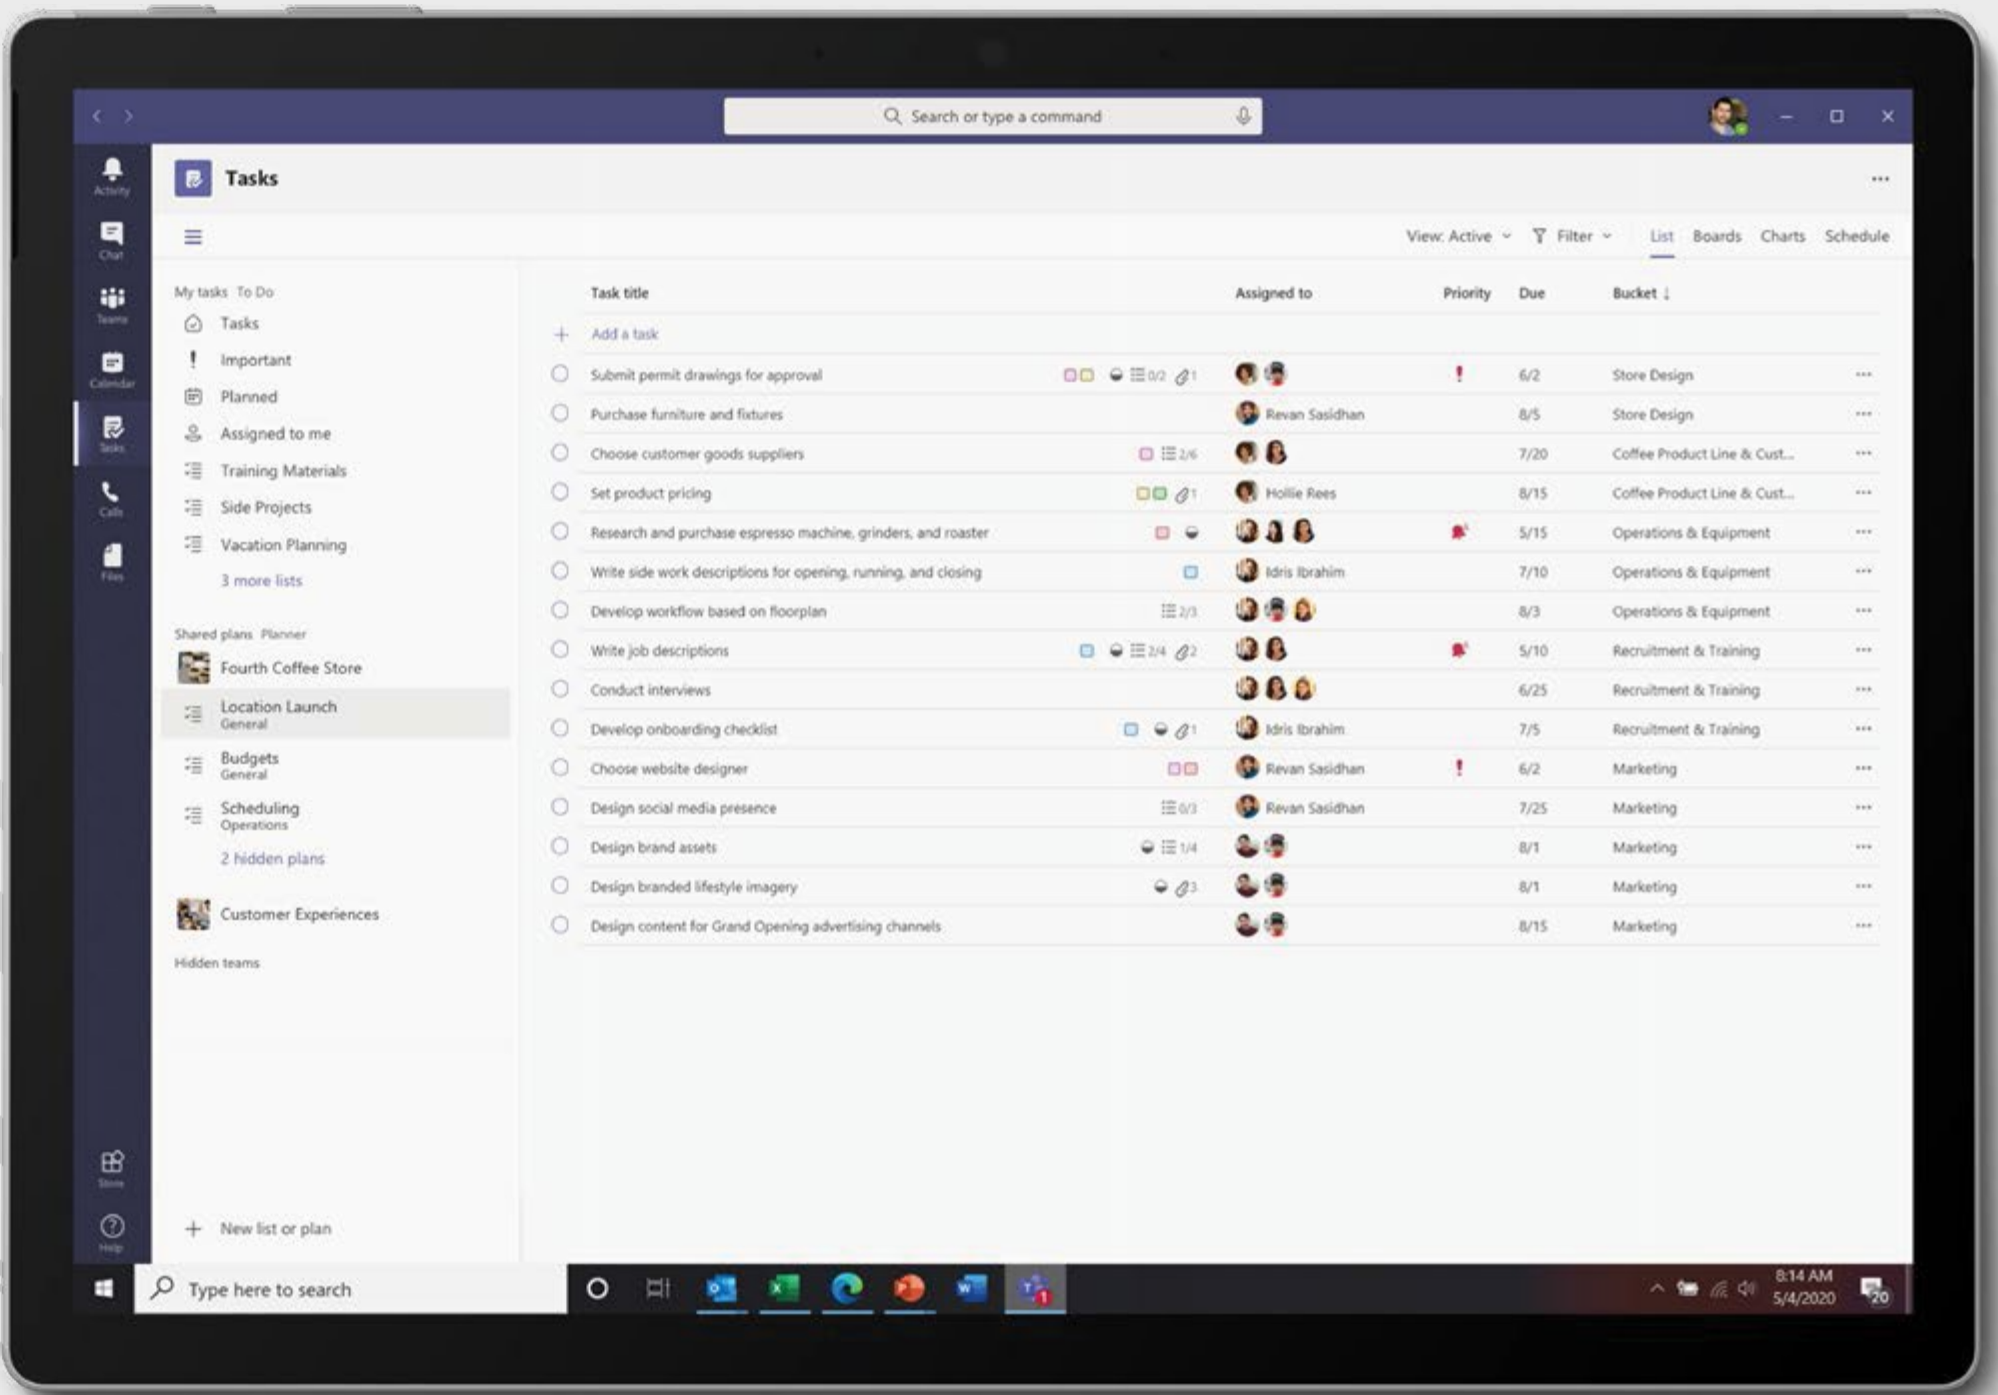 Search or type a command
Activity
Chat
Teams
Calendar
Tasks
Calls
Files
Store
Help
Tasks
View: Active
Filter
List
Boards
Charts
Schedule
My tasks To Do
Tasks
Important
Planned
Assigned to me
Training Materials
Side Projects
Vacation Planning
3 more lists
Shared plans Planner
Fourth Coffee Store
Location Launch
General
Budgets
General
Scheduling
Operations
2 hidden plans
Customer Experiences
Hidden teams
New list or plan
Task title Assigned to Priority Due Bucket ↓
Add a task
Submit permit drawings for approval 0/2 1 6/2 Store Design
Purchase furniture and fixtures Revan Sasidhan 8/5 Store Design
Choose customer goods suppliers 2/6 7/20 Coffee Product Line & Cust...
Set product pricing 1 Hollie Rees 8/15 Coffee Product Line & Cust...
Research and purchase espresso machine, grinders, and roaster 5/15 Operations & Equipment
Write side work descriptions for opening, running, and closing Idris Ibrahim 7/10 Operations & Equipment
Develop workflow based on floorplan 2/3 8/3 Operations & Equipment
Write job descriptions 2/4 2 5/10 Recruitment & Training
Conduct interviews 6/25 Recruitment & Training
Develop onboarding checklist 1 Idris Ibrahim 7/5 Recruitment & Training
Choose website designer Revan Sasidhan 6/2 Marketing
Design social media presence 0/3 Revan Sasidhan 7/25 Marketing
Design brand assets 1/4 8/1 Marketing
Design branded lifestyle imagery 3 8/1 Marketing
Design content for Grand Opening advertising channels 8/15 Marketing
Type here to search
1
8:14 AM
5/4/2020
20